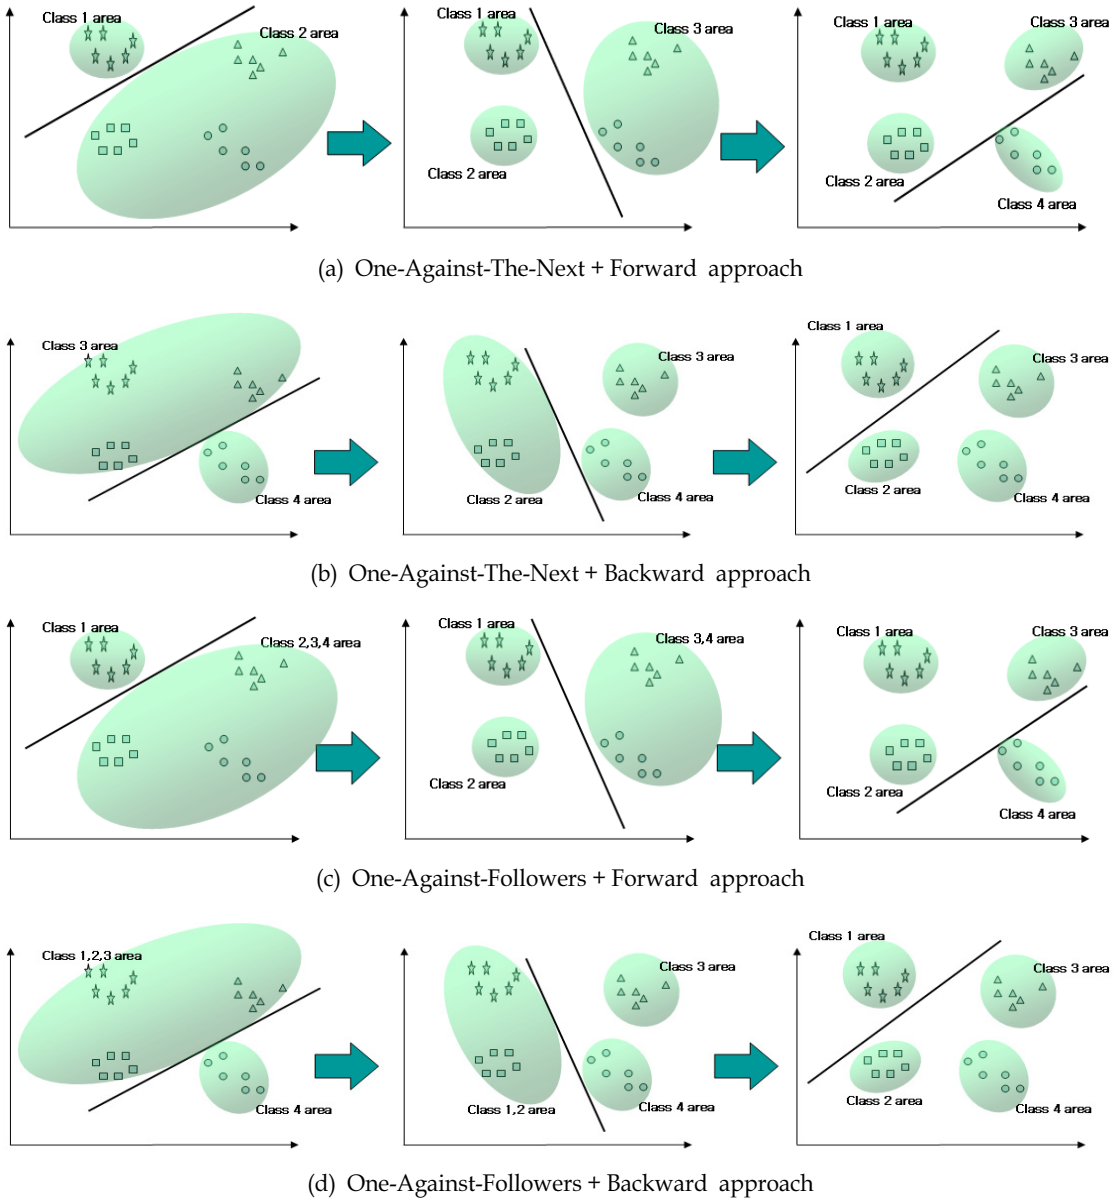 Class 1 area
Class 2 area
Class 1 area
Class 3 area
Class 2 area
Class 1 area
Class 3 area
Class 2 area
Class 4 area
(a) One-Against-The-Next + Forward approach
Class 3 area
Class 4 area
Class 3 area
Class 2 area
Class 4 area
Class 1 area
Class 3 area
Class 2 area
Class 4 area
(b) One-Against-The-Next + Backward approach
Class 1 area
Class 2,3,4 area
Class 1 area
Class 3,4 area
Class 2 area
Class 1 area
Class 3 area
Class 2 area
Class 4 area
(c) One-Against-Followers + Forward approach
Class 1,2,3 area
Class 4 area
Class 3 area
Class 1,2 area
Class 4 area
Class 1 area
Class 3 area
Class 2 area
Class 4 area
(d) One-Against-Followers + Backward approach